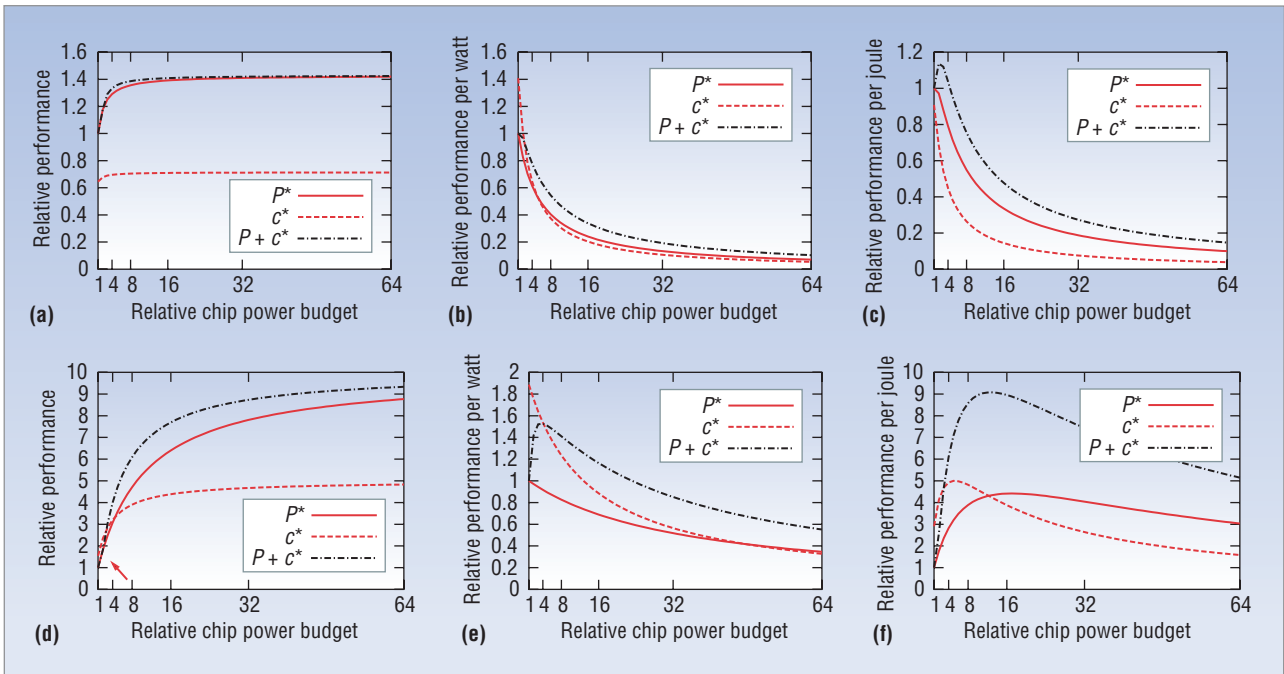 Relative performance
1.6
1.4
1.2
1
0.8
0.6
0.4
0.2
0
P*
c*
P + c*
1 4 8 16 32 64
(a)
Relative chip power budget
Relative performance per watt
1.6
1.4
1.2
1
0.8
0.6
0.4
0.2
0
P*
c*
P + c*
1 4 8 16 32 64
(b)
Relative chip power budget
Relative performance per joule
1.2
1
0.8
0.6
0.4
0.2
0
P*
c*
P + c*
1 4 8 16 32 64
(c)
Relative chip power budget
Relative performance
10
9
8
7
6
5
4
3
2
1
0
P*
c*
P + c*
1 4 8 16 32 64
(d)
Relative chip power budget
Relative performance per watt
2
1.8
1.6
1.4
1.2
1
0.8
0.6
0.4
0.2
0
P*
c*
P + c*
1 4 8 16 32 64
(e)
Relative chip power budget
Relative performance per joule
10
9
8
7
6
5
4
3
2
1
0
P*
c*
P + c*
1 4 8 16 32 64
(f)
Relative chip power budget